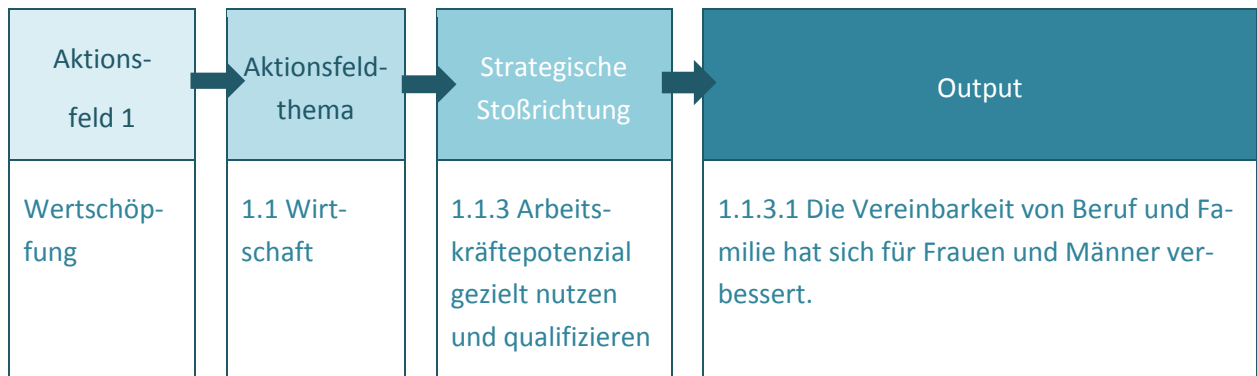 Aktions-
feld 1
Aktionsfeld-
thema
Strategische
Stoßrichtung
Output
Wertschöp-
fung
1.1 Wirt-
schaft
1.1.3 Arbeits-
kräftepotenzial
gezielt nutzen
und qualifizieren
1.1.3.1 Die Vereinbarkeit von Beruf und Fa-
milie hat sich für Frauen und Männer ver-
bessert.